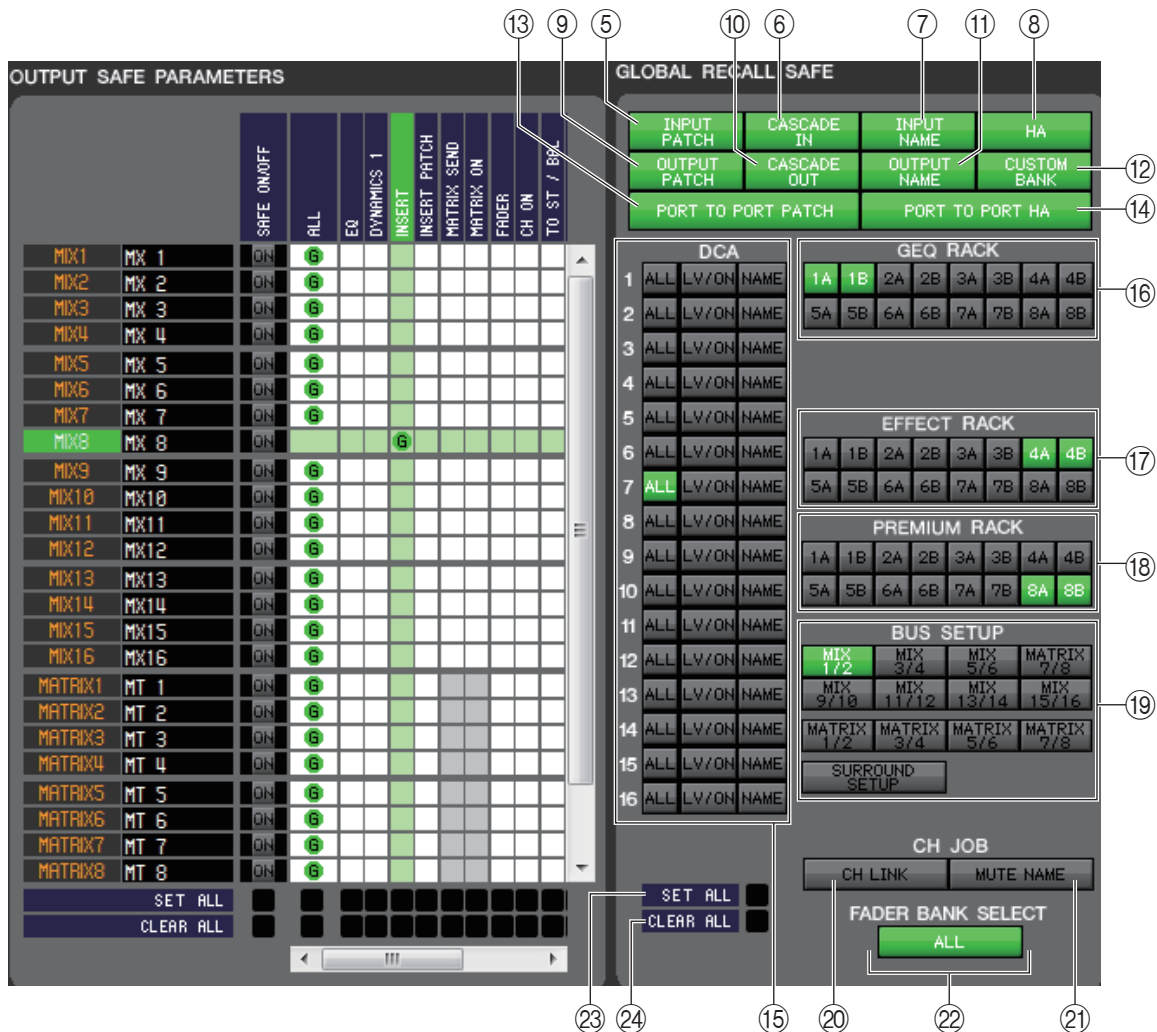 ⑬ ⑨ ⑤ ⑩ ⑥ ⑦ ⑪ ⑧
OUTPUT SAFE PARAMETERS
SAFE ON/OFF
ALL
EQ
DYNAMICS 1
INSERT
INSERT PATCH
MATRIX SEND
MATRIX ON
FADER
CH ON
TO ST / BAL
MIX1 MX 1 ON G
MIX2 MX 2 ON G
MIX3 MX 3 ON G
MIX4 MX 4 ON G
MIX5 MX 5 ON G
MIX6 MX 6 ON G
MIX7 MX 7 ON G
MIX8 MX 8 ON G
MIX9 MX 9 ON G
MIX10 MX10 ON G
MIX11 MX11 ON G
MIX12 MX12 ON G
MIX13 MX13 ON G
MIX14 MX14 ON G
MIX15 MX15 ON G
MIX16 MX16 ON G
MATRIX1 MT 1 ON G
MATRIX2 MT 2 ON G
MATRIX3 MT 3 ON G
MATRIX4 MT 4 ON G
MATRIX5 MT 5 ON G
MATRIX6 MT 6 ON G
MATRIX7 MT 7 ON G
MATRIX8 MT 8 ON G
SET ALL
CLEAR ALL
GLOBAL RECALL SAFE
INPUT PATCH CASCADE IN INPUT NAME HA
OUTPUT PATCH CASCADE OUT OUTPUT NAME CUSTOM BANK ⑫
PORT TO PORT PATCH PORT TO PORT HA ⑭
DCA
1 ALL LV/ON NAME
2 ALL LV/ON NAME
3 ALL LV/ON NAME
4 ALL LV/ON NAME
5 ALL LV/ON NAME
6 ALL LV/ON NAME
7 ALL LV/ON NAME
8 ALL LV/ON NAME
9 ALL LV/ON NAME
10 ALL LV/ON NAME
11 ALL LV/ON NAME
12 ALL LV/ON NAME
13 ALL LV/ON NAME
14 ALL LV/ON NAME
15 ALL LV/ON NAME
16 ALL LV/ON NAME
SET ALL
CLEAR ALL
GEQ RACK
1A 1B 2A 2B 3A 3B 4A 4B
5A 5B 6A 6B 7A 7B 8A 8B
⑯
EFFECT RACK
1A 1B 2A 2B 3A 3B 4A 4B
5A 5B 6A 6B 7A 7B 8A 8B
⑰
PREMIUM RACK
1A 1B 2A 2B 3A 3B 4A 4B
5A 5B 6A 6B 7A 7B 8A 8B
⑱
BUS SETUP
MIX 1/2 MIX 3/4 MIX 5/6 MATRIX 7/8
MIX 9/10 MIX 11/12 MIX 13/14 MIX 15/16
MATRIX 1/2 MATRIX 3/4 MATRIX 5/6 MATRIX 7/8
SURROUND SETUP
⑲
CH JOB
CH LINK MUTE NAME
FADER BANK SELECT
ALL
㉓ ㉔ ⑮ ⑳ ㉒ ㉑